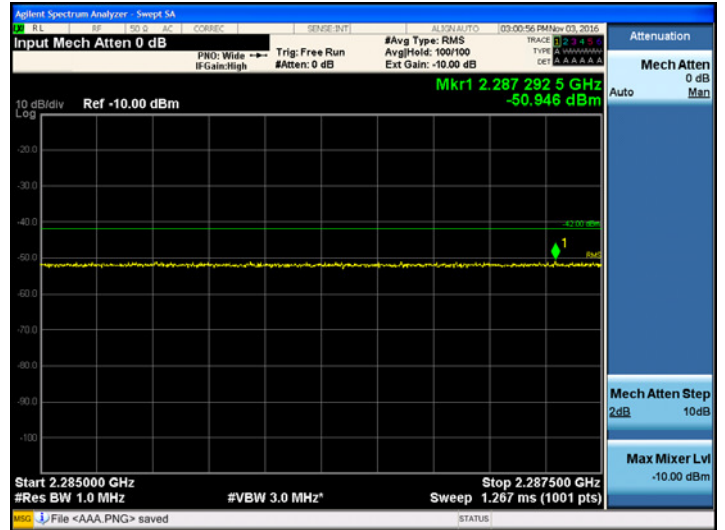 Agilent Spectrum Analyzer - Swept SA
RL RF 50 Ω AC CORREC SENSE:INT ALIGN AUTO 03:00:56 PM Nov 03, 2016
Input Mech Atten 0 dB
PNO: Wide
IFGain:High
Trig: Free Run
#Atten: 0 dB
#Avg Type: RMS
Avg|Hold: 100/100
Ext Gain: -10.00 dB
TRACE 1 2 3 4 5 6
TYPE A
DET A A A A A A
Mkr1 2.287 292 5 GHz
-50.946 dBm
10 dB/div Ref -10.00 dBm
Log
-20.0
-30.0
-40.0
-42.00 dBm
1
-50.0
RMS
-60.0
-70.0
-80.0
-90.0
-100
Start 2.285000 GHz
Stop 2.287500 GHz
#Res BW 1.0 MHz #VBW 3.0 MHz* Sweep 1.267 ms (1001 pts)
MSG File <AAA.PNG> saved STATUS
Attenuation
Mech Atten
0 dB
Auto Man
Mech Atten Step
2dB 10dB
Max Mixer Lvl
-10.00 dBm